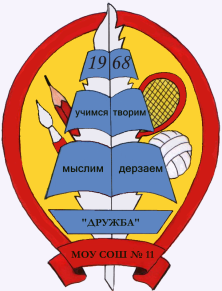 1968
учимся творим
мыслим дерзаем
"ДРУЖБА"
МОУ СОШ № 11